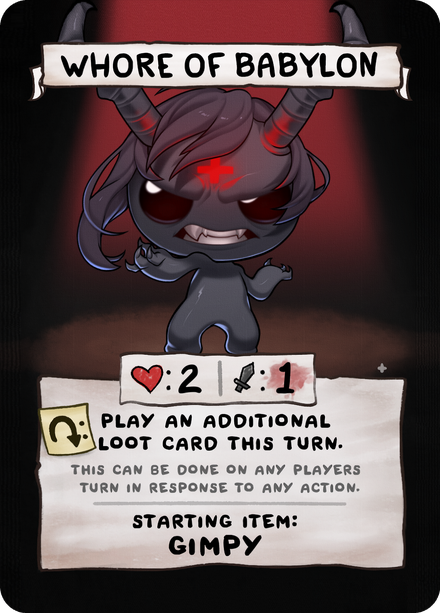 WHORE OF BABYLON
:2 | :1
: PLAY AN ADDITIONAL
LOOT CARD THIS TURN.
THIS CAN BE DONE ON ANY PLAYERS
TURN IN RESPONSE TO ANY ACTION.
STARTING ITEM:
GIMPY